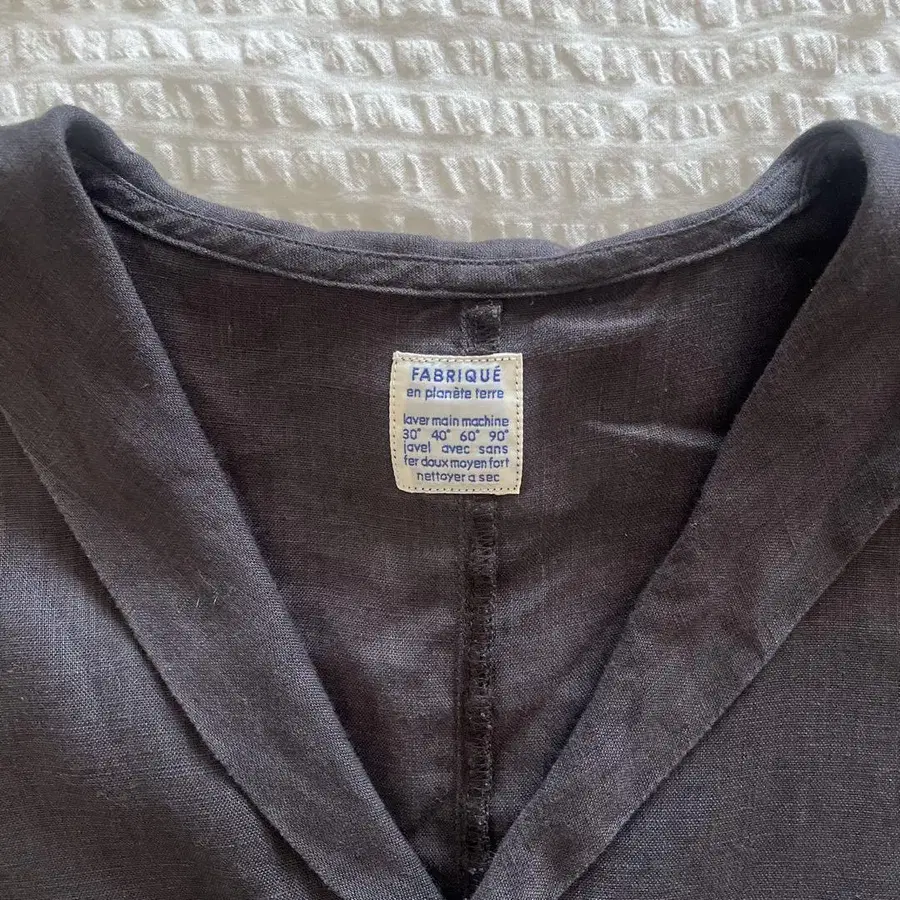 FABRIQUÉ
en planète terre
laver main machine
30° 40° 60° 90°
javel avec sans
fer doux moyen fort
nettoyer a sec